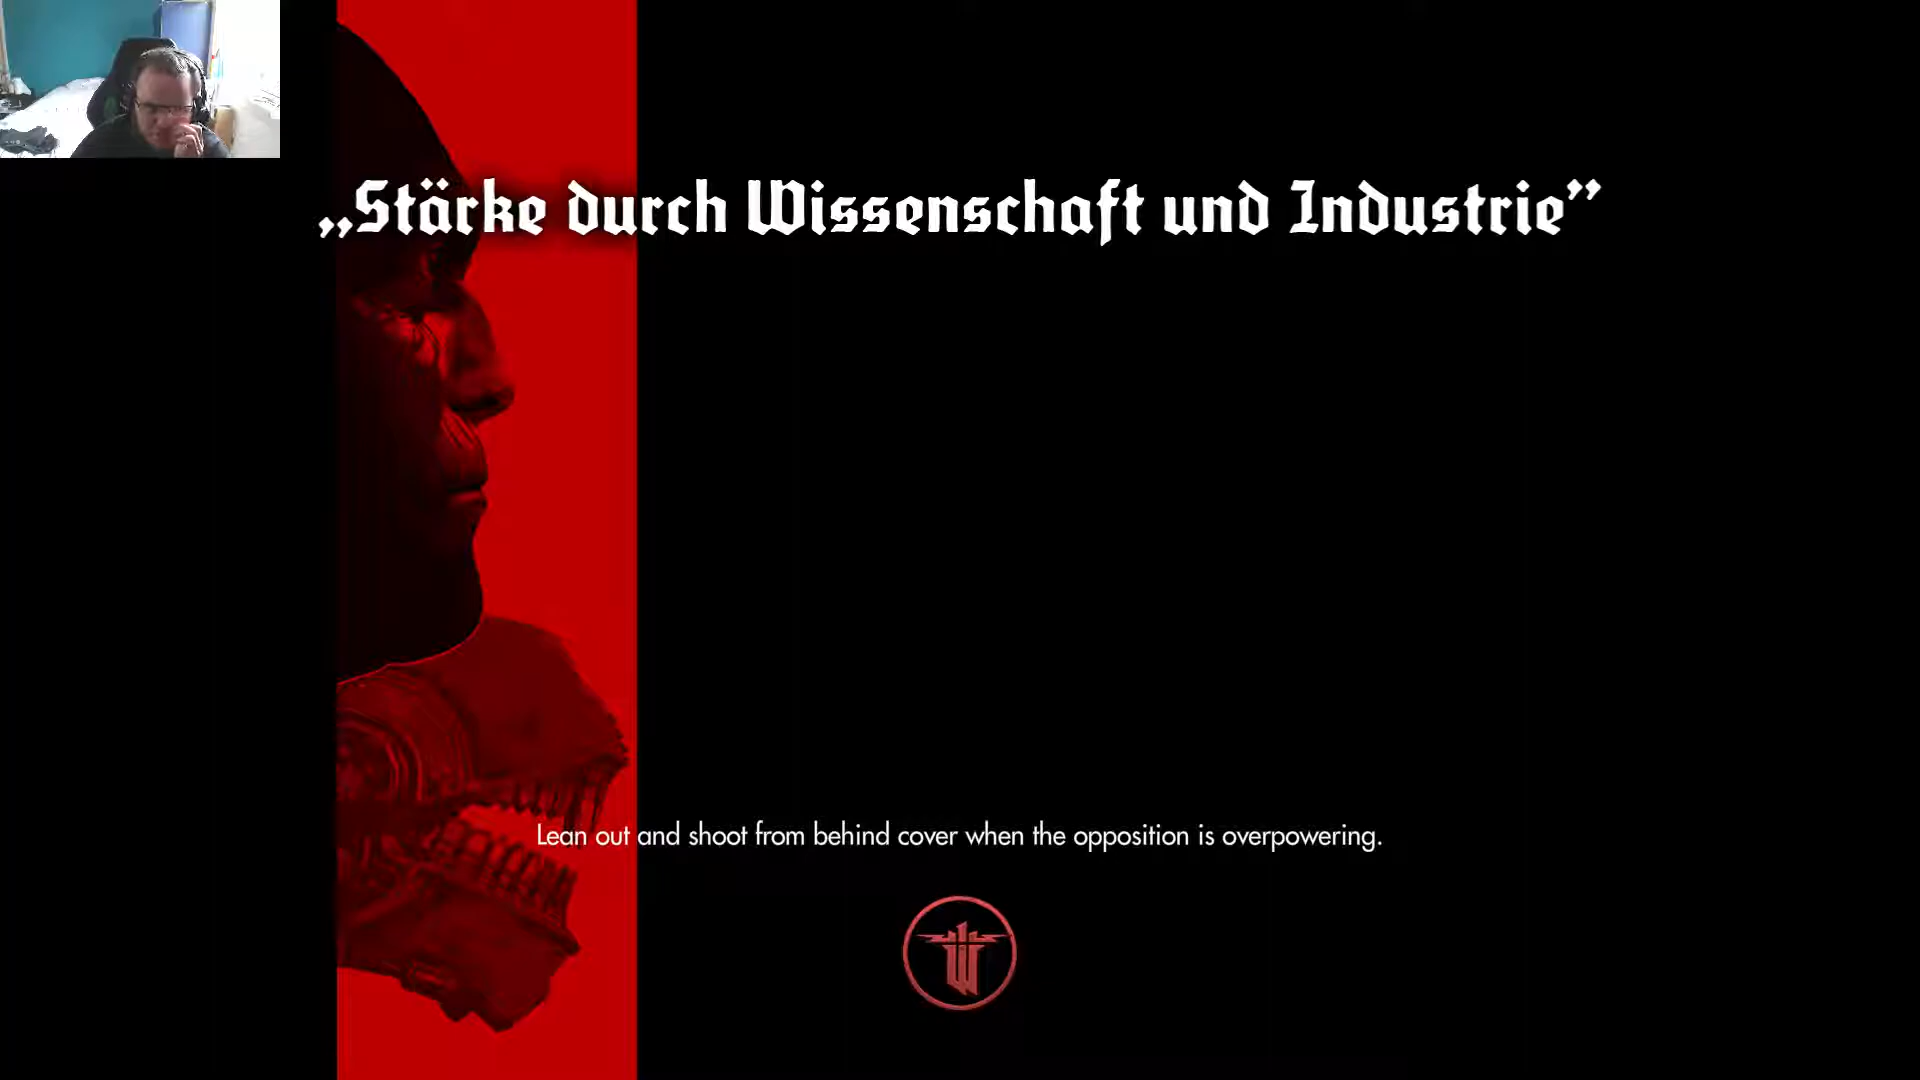 „Stärke durch Wissenschaft und Industrie”
Lean out and shoot from behind cover when the opposition is overpowering.